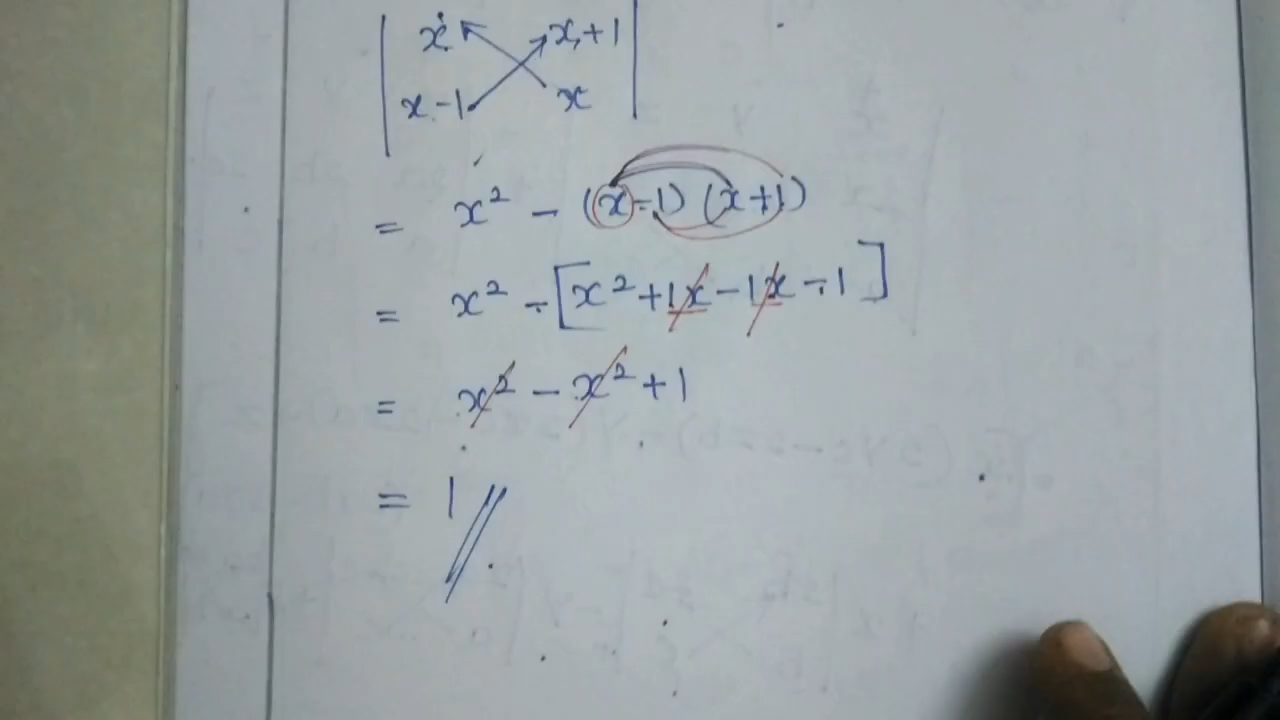 | x x+1 |
| x-1 x |
= x² - (x-1) (x+1)
= x² - [x² + 1x - 1x - 1]
= x² - x² + 1
= 1 //